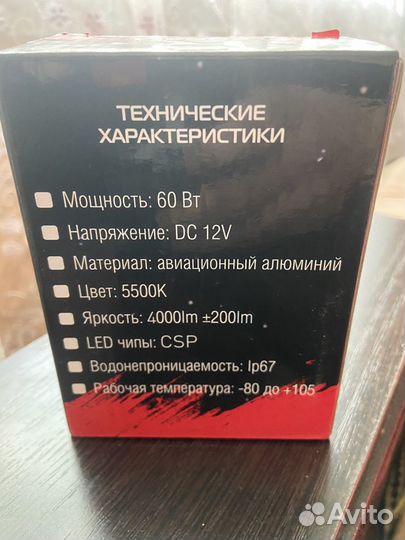 ТЕХНИЧЕСКИЕ
ХАРАКТЕРИСТИКИ
Мощность: 60 Вт
Напряжение: DC 12V
Материал: авиационный алюминий
Цвет: 5500K
Яркость: 4000lm ±200lm
LED чипы: CSP
Водонепроницаемость: Ip67
Рабочая температура: -80 до +105
Avito